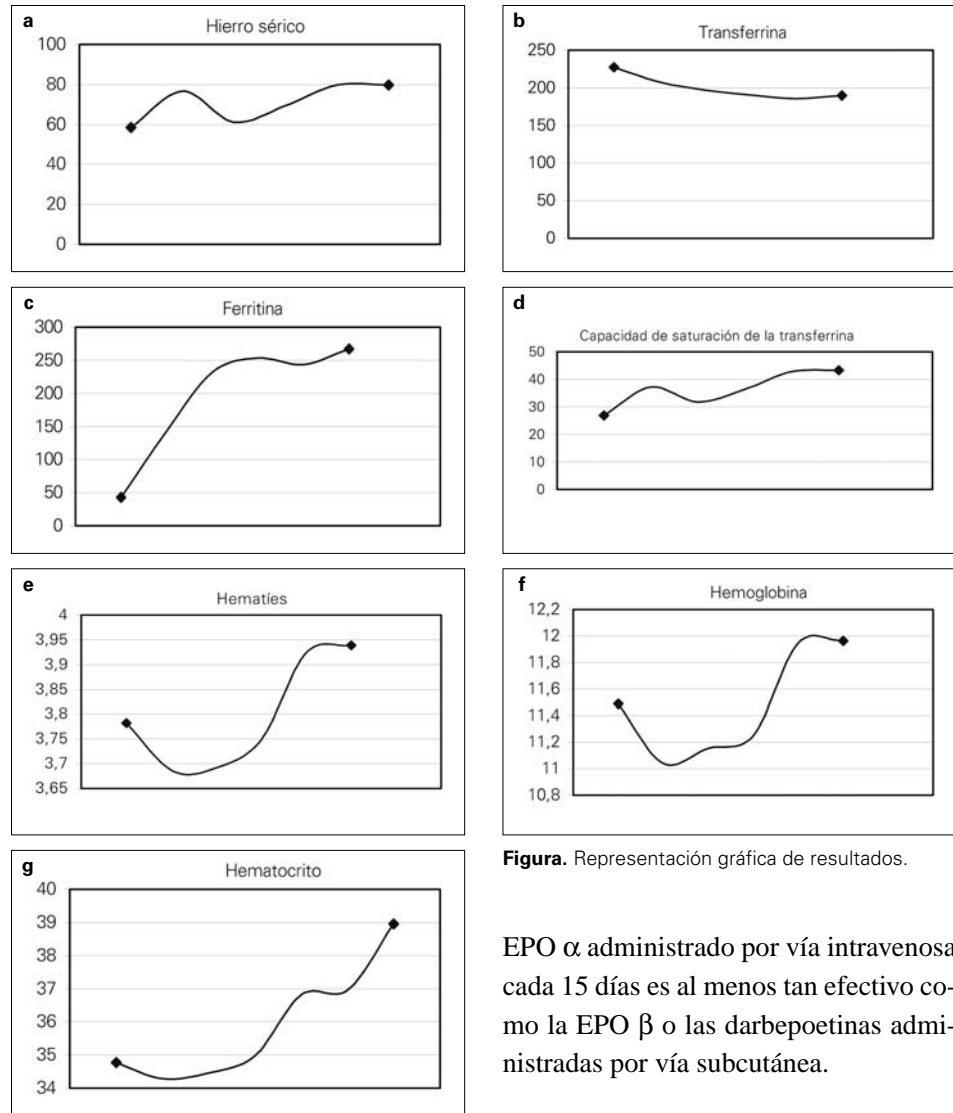 a
Hierro sérico
100
80
60
40
20
0
b
Transferrina
250
200
150
100
50
0
c
Ferritina
300
250
200
150
100
50
0
d
Capacidad de saturación de la transferrina
50
40
30
20
10
0
e
Hematíes
4
3,95
3,9
3,85
3,8
3,75
3,7
3,65
f
Hemoglobina
12,2
12
11,8
11,6
11,4
11,2
11
10,8
g
Hematocrito
40
39
38
37
36
35
34
Figura. Representación gráfica de resultados.
EPO α administrado por vía intravenosa
cada 15 días es al menos tan efectivo co-
mo la EPO β o las darbepoetinas admi-
nistradas por vía subcutánea.